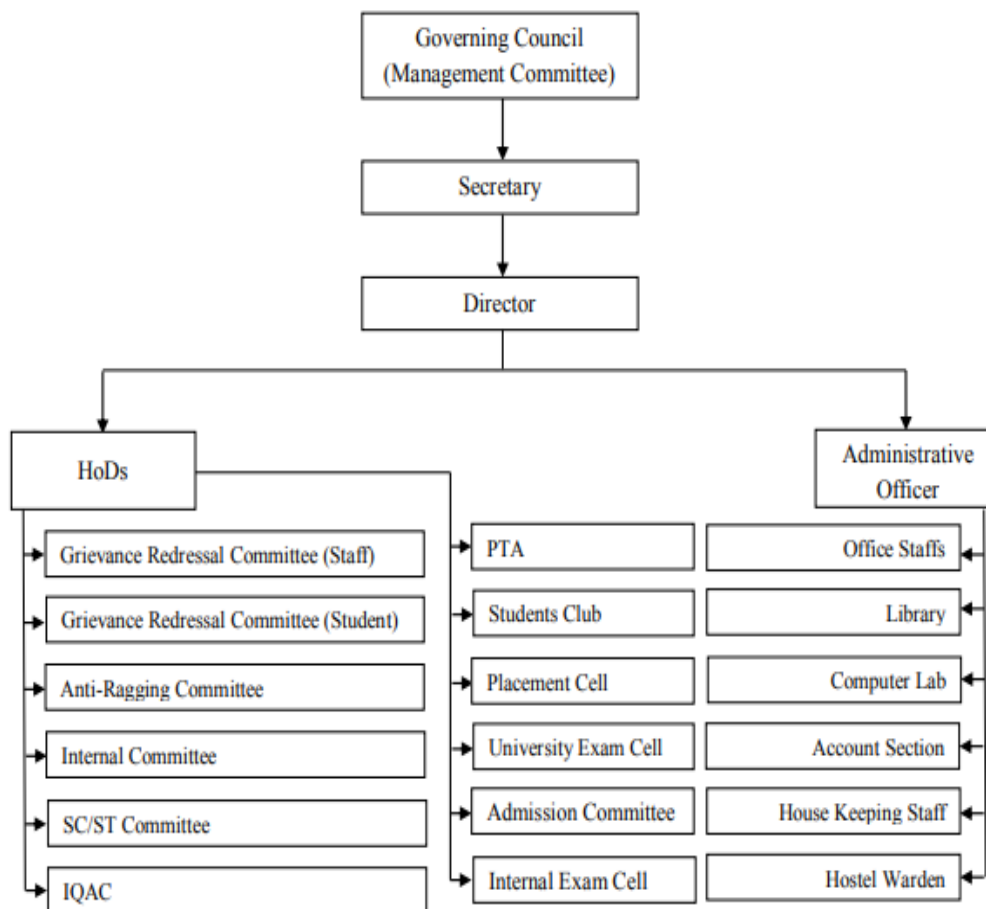 Governing Council
(Management Committee)
Secretary
Director
HoDs
Administrative
Officer
Grievance Redressal Committee (Staff)
Grievance Redressal Committee (Student)
Anti-Ragging Committee
Internal Committee
SC/ST Committee
IQAC
PTA
Students Club
Placement Cell
University Exam Cell
Admission Committee
Internal Exam Cell
Office Staffs
Library
Computer Lab
Account Section
House Keeping Staff
Hostel Warden